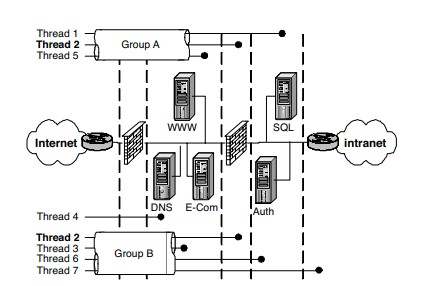 Thread 1
Thread 2
Group A
Thread 5
WWW
SQL
Internet
intranet
DNS
E-Com
Auth
Thread 4
Thread 2
Thread 3
Group B
Thread 6
Thread 7